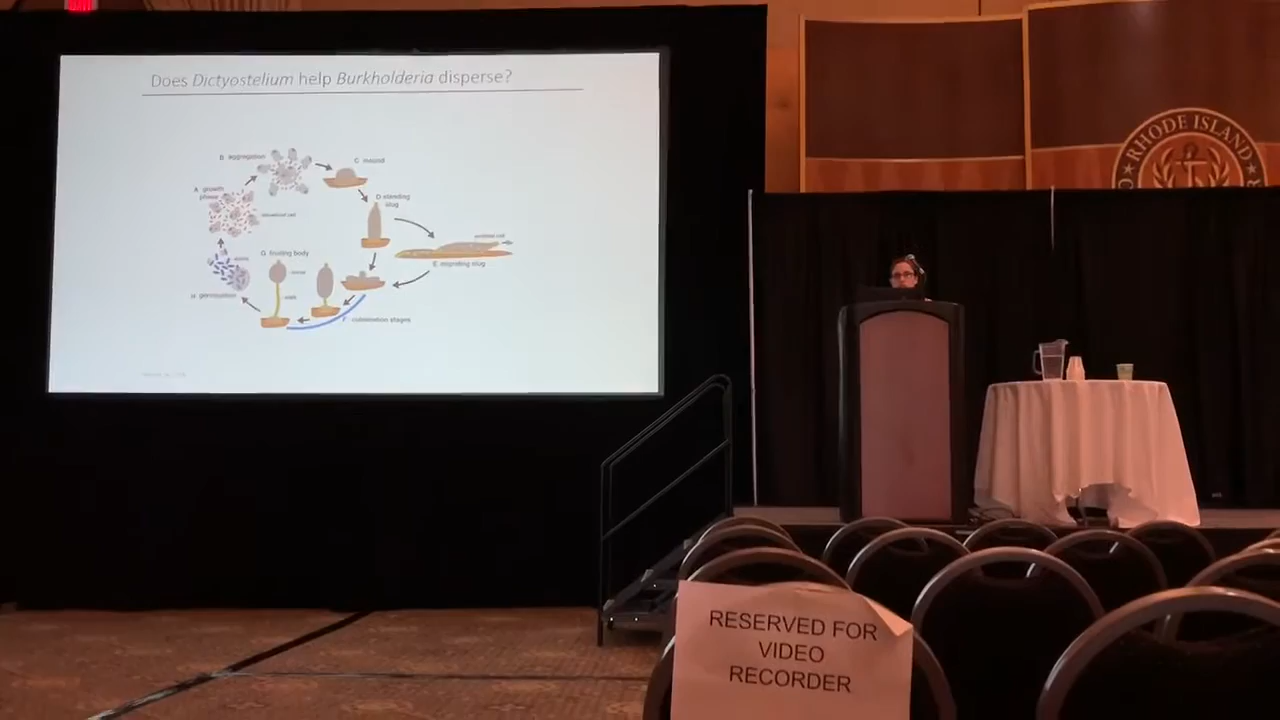 Does Dictyostelium help Burkholderia disperse?
B aggregation
C mound
A growth
phase
D standing
slug
E migrating slug
G fruiting body
H germination
F culmination stages
RHODE ISLAND
RESERVED FOR
VIDEO
RECORDER